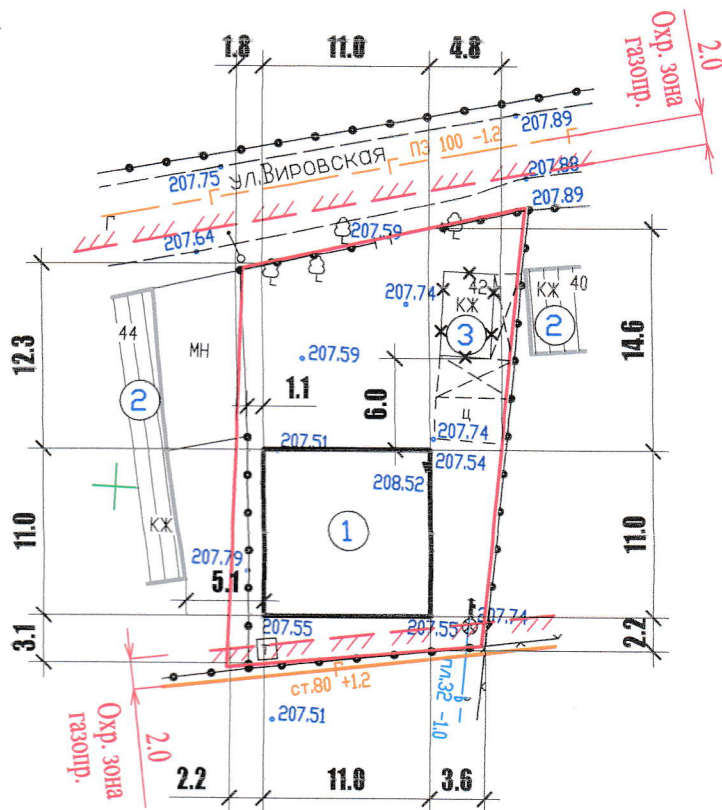 1.8
11.0
4.8
2.0
Охр. зона
газопр.
207.89
ПЭ 100 -1.2
Г
ул.Вировская
207.75
207.88
207.89
Г
207.64
207.59
42
КЖ
КЖ 40
207.74
3
2
44
МН
207.59
12.3
14.6
2
1.1
6.0
Ц
207.51
207.74
207.54
208.52
КЖ
1
11.0
11.0
207.79
5.1
207.74
207.55
207.55
3.1
2.2
Т
Г
ст.80 +1.2
пл.32 -1.0
В
207.51
2.0
Охр. зона
газопр.
2.2
11.0
3.6